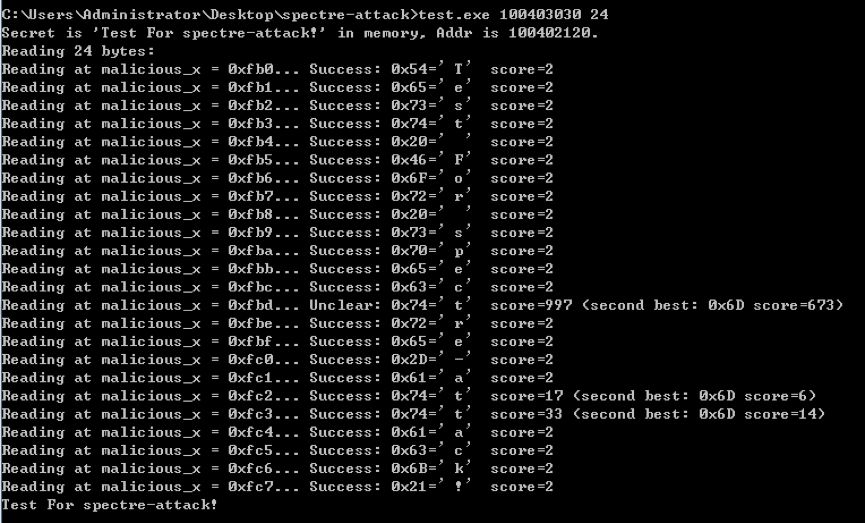 C:\Users\Administrator\Desktop\spectre-attack>test.exe 100403030 24
Secret is 'Test For spectre-attack!' in memory, Addr is 100402120.
Reading 24 bytes:
Reading at malicious_x = 0xfb0... Success: 0x54=' T'  score=2
Reading at malicious_x = 0xfb1... Success: 0x65=' e'  score=2
Reading at malicious_x = 0xfb2... Success: 0x73=' s'  score=2
Reading at malicious_x = 0xfb3... Success: 0x74=' t'  score=2
Reading at malicious_x = 0xfb4... Success: 0x20='  '  score=2
Reading at malicious_x = 0xfb5... Success: 0x46=' F'  score=2
Reading at malicious_x = 0xfb6... Success: 0x6F=' o'  score=2
Reading at malicious_x = 0xfb7... Success: 0x72=' r'  score=2
Reading at malicious_x = 0xfb8... Success: 0x20='  '  score=2
Reading at malicious_x = 0xfb9... Success: 0x73=' s'  score=2
Reading at malicious_x = 0xfba... Success: 0x70=' p'  score=2
Reading at malicious_x = 0xfbb... Success: 0x65=' e'  score=2
Reading at malicious_x = 0xfbc... Success: 0x63=' c'  score=2
Reading at malicious_x = 0xfbd... Unclear: 0x74=' t'  score=997 (second best: 0x6D score=673)
Reading at malicious_x = 0xfbe... Success: 0x72=' r'  score=2
Reading at malicious_x = 0xfbf... Success: 0x65=' e'  score=2
Reading at malicious_x = 0xfc0... Success: 0x2D=' -'  score=2
Reading at malicious_x = 0xfc1... Success: 0x61=' a'  score=2
Reading at malicious_x = 0xfc2... Success: 0x74=' t'  score=17 (second best: 0x6D score=6)
Reading at malicious_x = 0xfc3... Success: 0x74=' t'  score=33 (second best: 0x6D score=14)
Reading at malicious_x = 0xfc4... Success: 0x61=' a'  score=2
Reading at malicious_x = 0xfc5... Success: 0x63=' c'  score=2
Reading at malicious_x = 0xfc6... Success: 0x6B=' k'  score=2
Reading at malicious_x = 0xfc7... Success: 0x21=' !'  score=2
Test For spectre-attack!